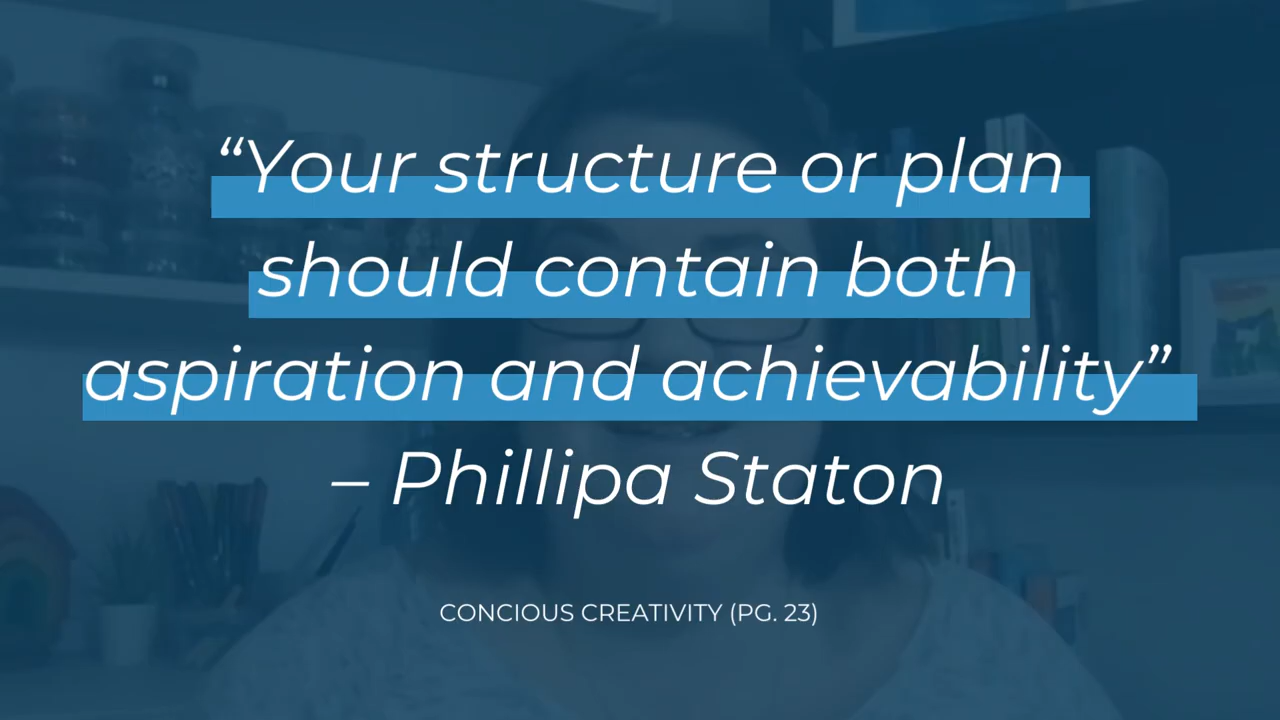 “Your structure or plan
should contain both
aspiration and achievability”
– Phillipa Staton
CONCIOUS CREATIVITY (PG. 23)